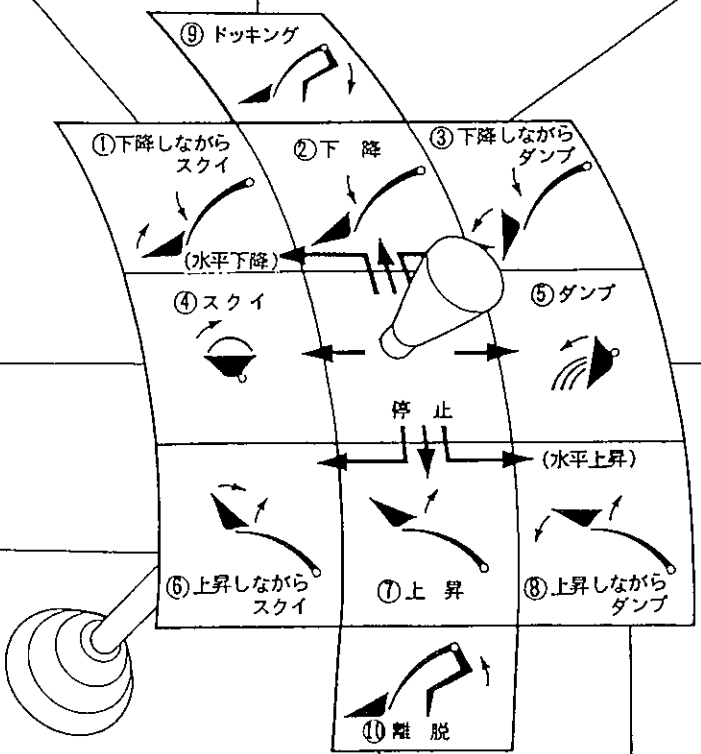 ⑨ドッキング
①下降しながら
スクイ
②下 降
③下降しながら
ダンプ
(水平下降)
④スクイ
⑤ダンプ
停 止
(水平上昇)
⑥上昇しながら
スクイ
⑦上 昇
⑧上昇しながら
ダンプ
⑩離 脱